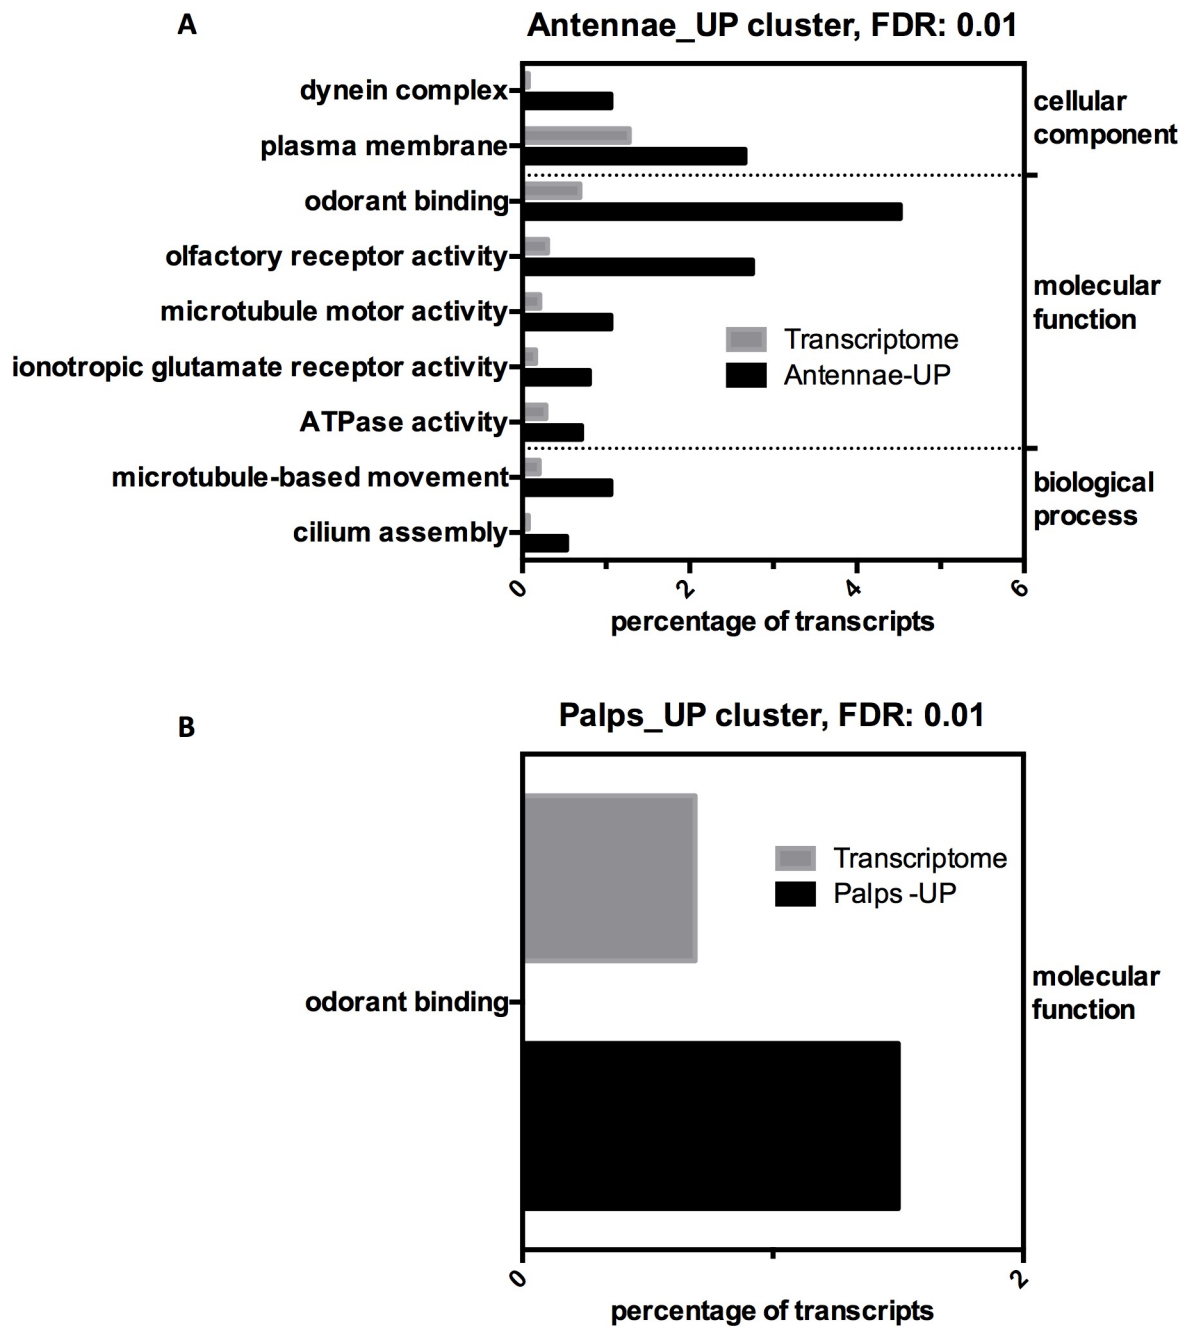 A
Antennae_UP cluster, FDR: 0.01
dynein complex
plasma membrane
odorant binding
olfactory receptor activity
microtubule motor activity
ionotropic glutamate receptor activity
ATPase activity
microtubule-based movement
cilium assembly
cellular
component
molecular
function
biological
process
Transcriptome
Antennae-UP
0
2
4
6
percentage of transcripts
B
Palps_UP cluster, FDR: 0.01
odorant binding
Transcriptome
Palps -UP
molecular
function
0
2
percentage of transcripts